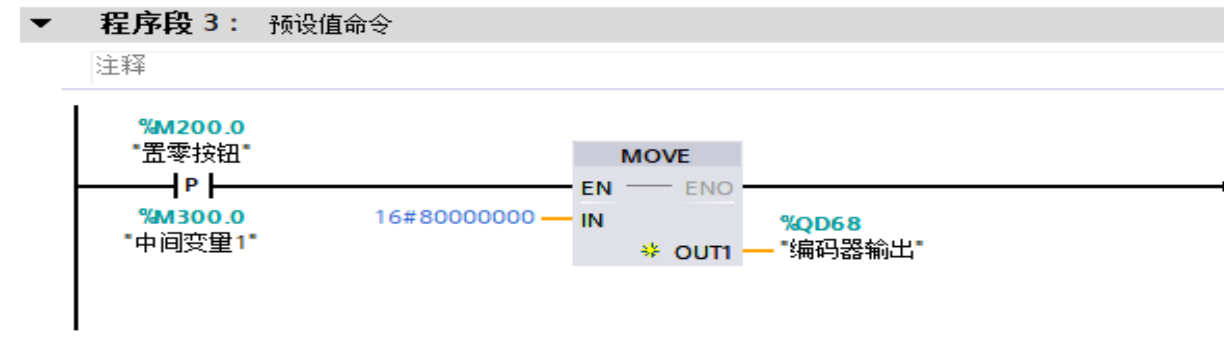 程序段 3： 预设值命令
注释
%M200.0
"置零按钮"
P
%M300.0
"中间变量1"
MOVE
EN ENO
16#80000000 IN
OUT1
%QD68
"编码器输出"